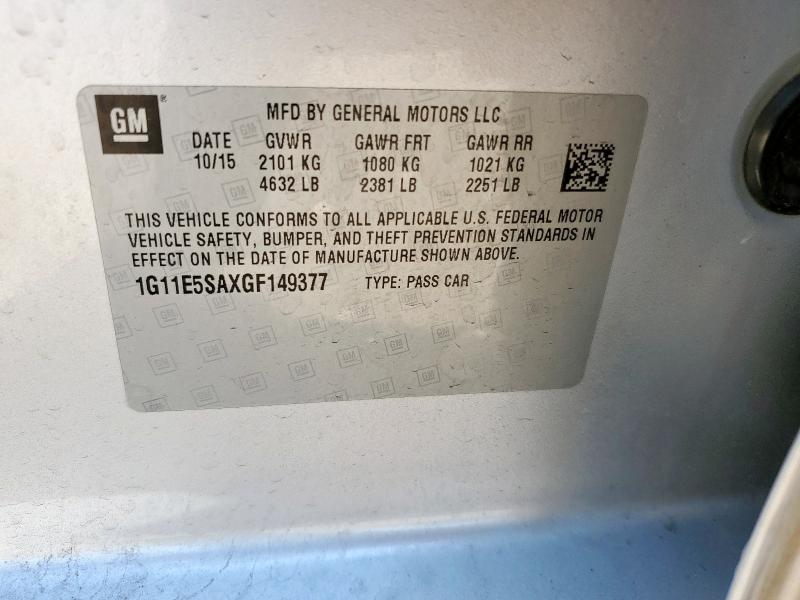 GM ®
MFD BY GENERAL MOTORS LLC
DATE GVWR GAWR FRT GAWR RR
10/15 2101 KG 1080 KG 1021 KG
4632 LB 2381 LB 2251 LB
THIS VEHICLE CONFORMS TO ALL APPLICABLE U.S. FEDERAL MOTOR
VEHICLE SAFETY, BUMPER, AND THEFT PREVENTION STANDARDS IN
EFFECT ON THE DATE OF MANUFACTURE SHOWN ABOVE.
1G11E5SAXGF149377 TYPE: PASS CAR